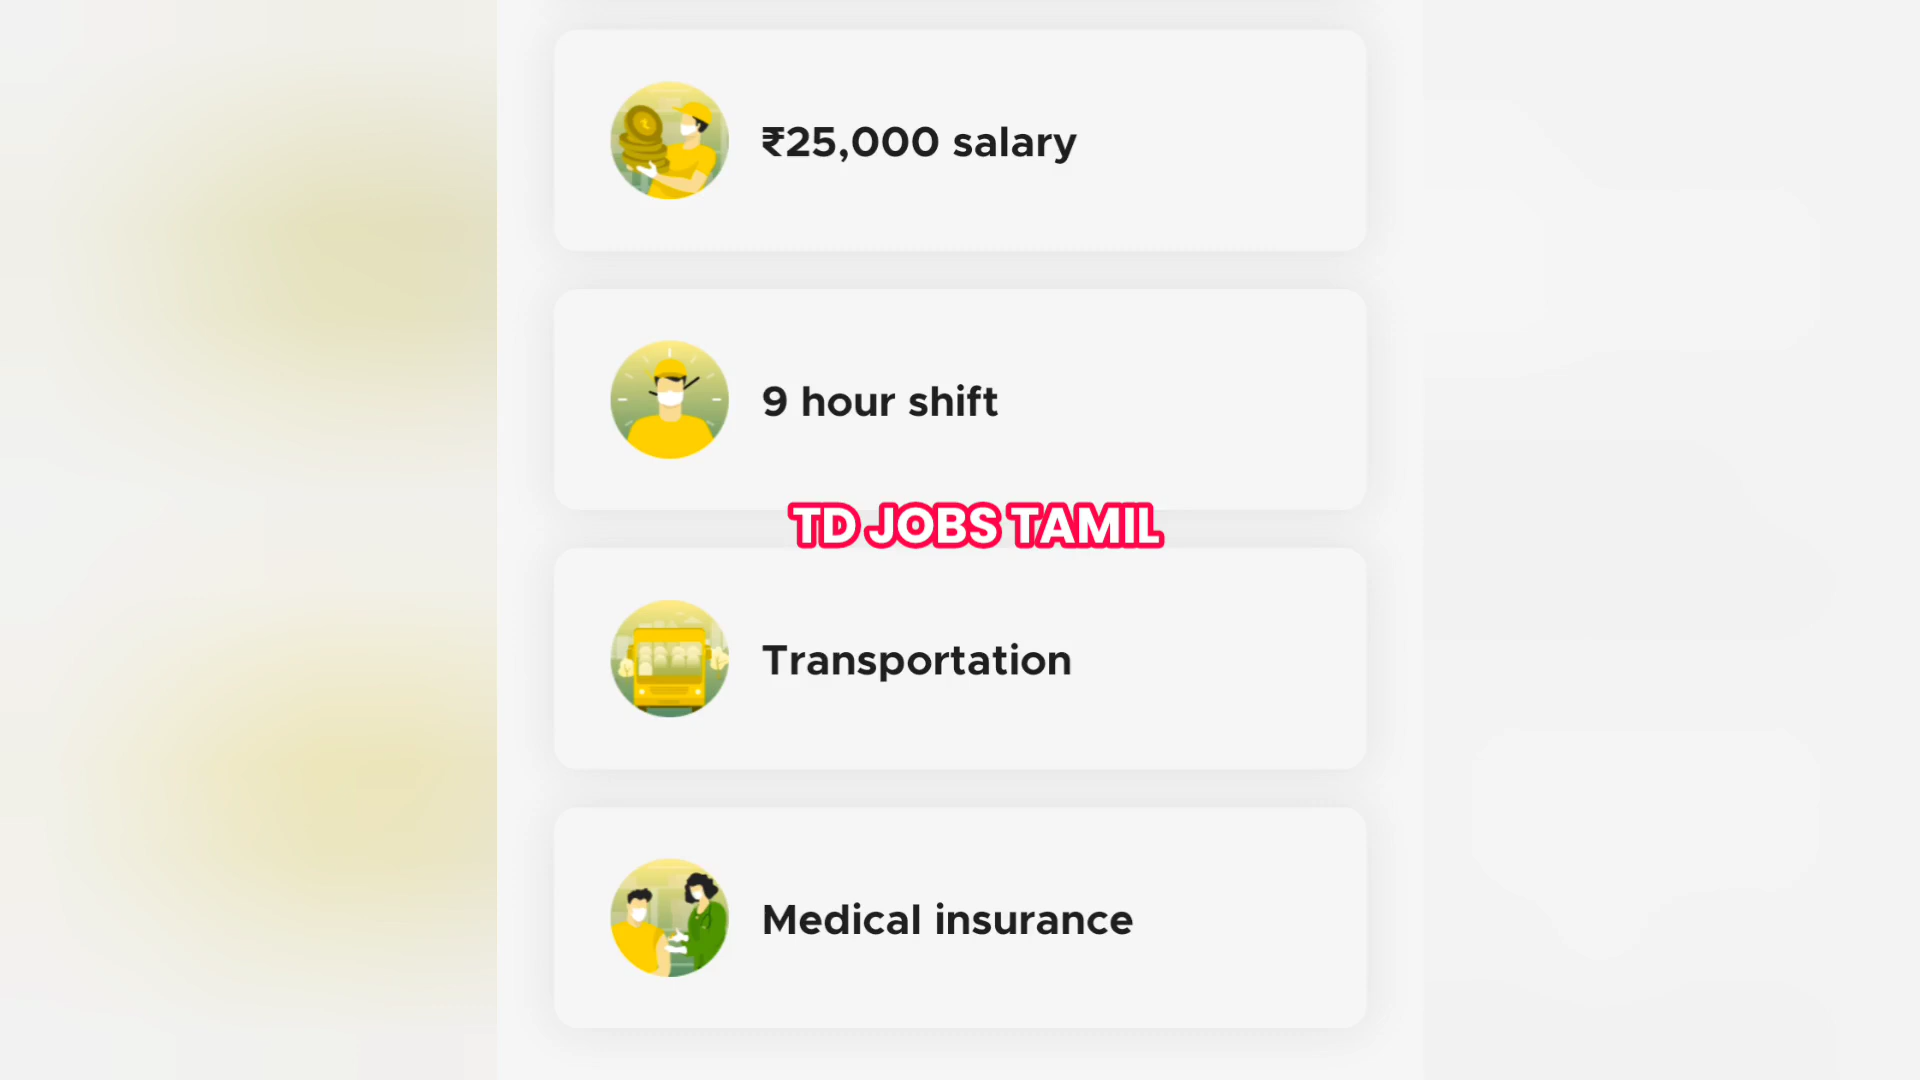 ₹25,000 salary
9 hour shift
TD JOBS TAMIL
Transportation
Medical insurance